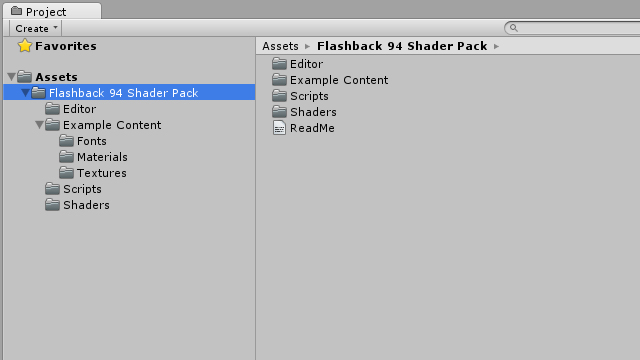 Project
Create
Favorites
Assets
Flashback 94 Shader Pack
Editor
Example Content
Fonts
Materials
Textures
Scripts
Shaders
Assets ▸ Flashback 94 Shader Pack ▸
Editor
Example Content
Scripts
Shaders
ReadMe